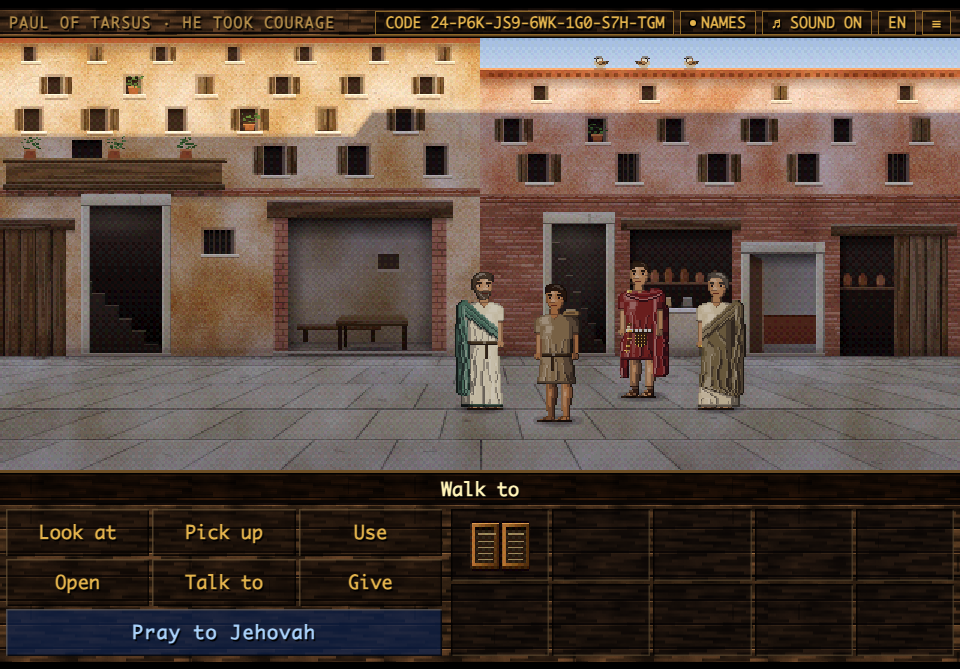 PAUL OF TARSUS · HE TOOK COURAGE
CODE 24-P6K-JS9-6WK-1G0-S7H-TGM
● NAMES
♫ SOUND ON
EN
≡
Walk to
Look at
Pick up
Use
Open
Talk to
Give
Pray to Jehovah